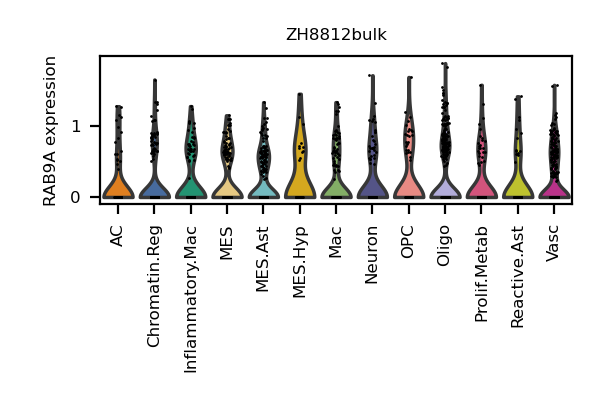 ZH8812bulk
RAB9A expression
1
0
AC
Chromatin.Reg
Inflammatory.Mac
MES
MES.Ast
MES.Hyp
Mac
Neuron
OPC
Oligo
Prolif.Metab
Reactive.Ast
Vasc